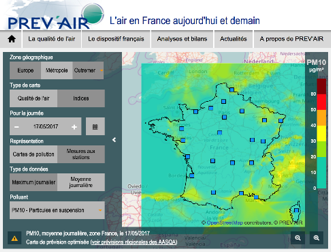 PREV'AIR
L'air en France aujourd'hui et demain
La qualité de l'air
Le dispositif français
Analyses et bilans
Actualités
A propos de PREV'AIR
Zone géographique
Europe
Métropole
Outremer
Type de carte
Qualité de l'air
Indices
Pour la journée
17/05/2017
Représentation
Cartes de pollution
Mesures aux
stations
Type de données
Maximum journalier
Moyenne
journalière
Polluant
PM10 - Particules en suspension
PM10
© OpenStreetMap contributors, © PREV'AIR
PM10, moyenne journalière, zone France, le 17/05/2017
Carte de prévision optimisée (voir prévisions régionales des AASQA)